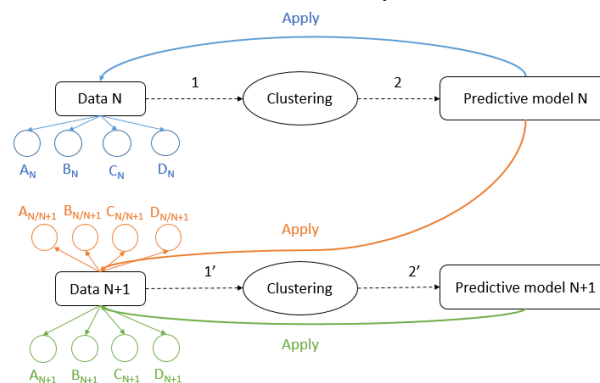 Apply
Data N
1
Clustering
2
Predictive model N
A_N
B_N
C_N
D_N
A_N/N+1
B_N/N+1
C_N/N+1
D_N/N+1
Apply
Data N+1
1'
Clustering
2'
Predictive model N+1
Apply
A_N+1
B_N+1
C_N+1
D_N+1